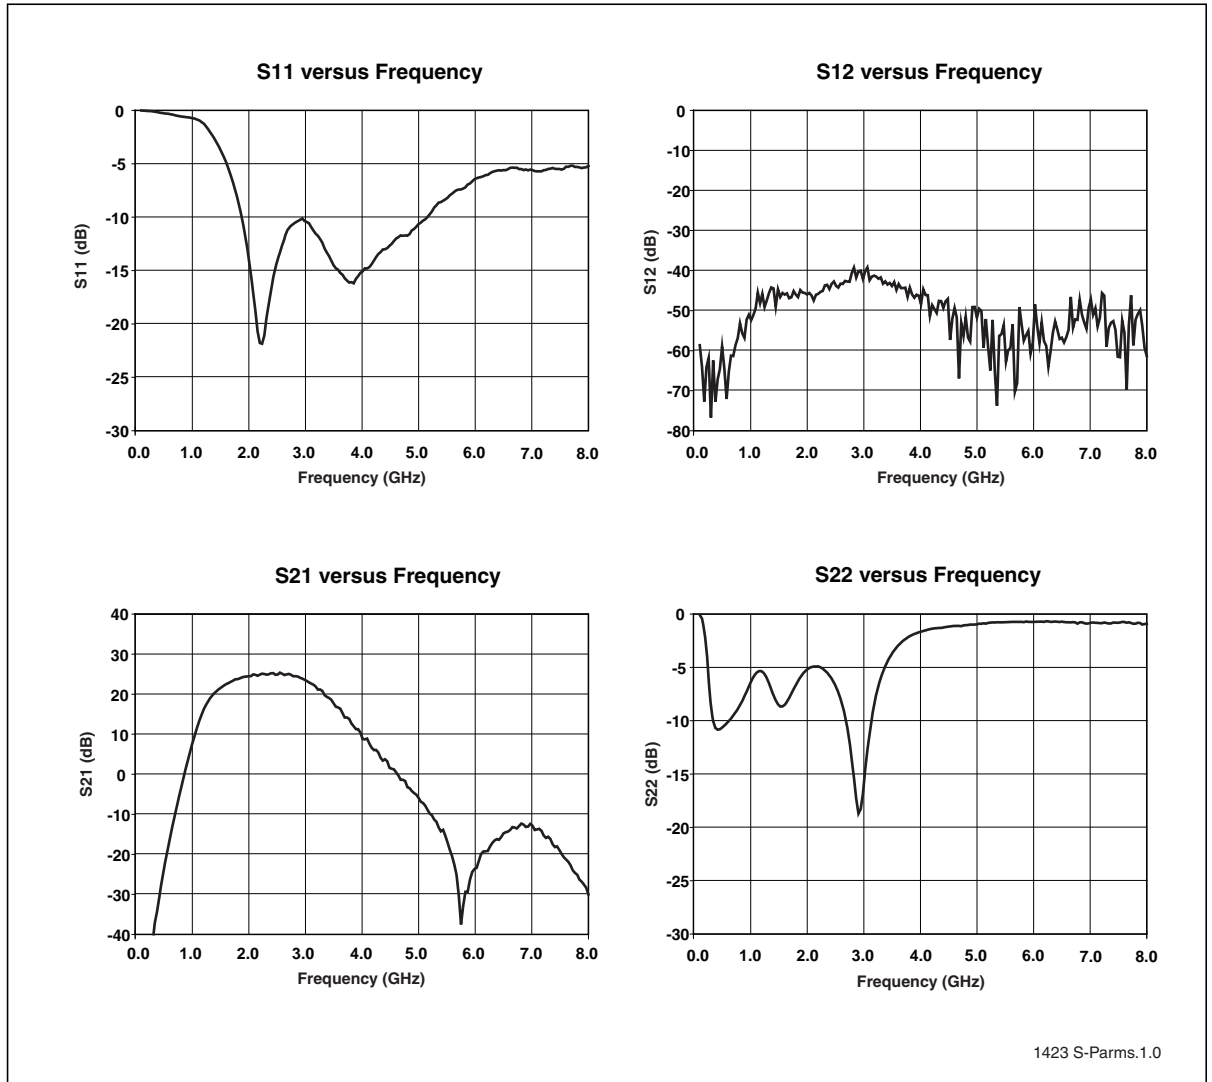 S11 versus Frequency
S11 (dB)
0
-5
-10
-15
-20
-25
-30
0.0 1.0 2.0 3.0 4.0 5.0 6.0 7.0 8.0
Frequency (GHz)
S12 versus Frequency
S12 (dB)
0
-10
-20
-30
-40
-50
-60
-70
-80
0.0 1.0 2.0 3.0 4.0 5.0 6.0 7.0 8.0
Frequency (GHz)
S21 versus Frequency
S21 (dB)
40
30
20
10
0
-10
-20
-30
-40
0.0 1.0 2.0 3.0 4.0 5.0 6.0 7.0 8.0
Frequency (GHz)
S22 versus Frequency
S22 (dB)
0
-5
-10
-15
-20
-25
-30
0.0 1.0 2.0 3.0 4.0 5.0 6.0 7.0 8.0
Frequency (GHz)
1423 S-Parms.1.0